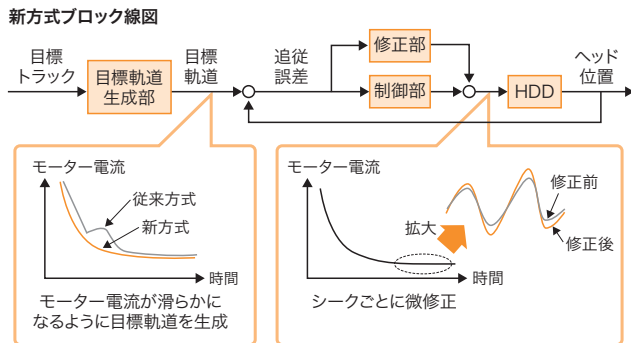 新方式ブロック線図
目標
トラック
目標軌道
生成部
目標
軌道
追従
誤差
修正部
制御部
HDD
ヘッド
位置
モーター電流
従来方式
新方式
時間
モーター電流が滑らかに
なるように目標軌道を生成
モーター電流
拡大
修正前
修正後
時間
シークごとに微修正